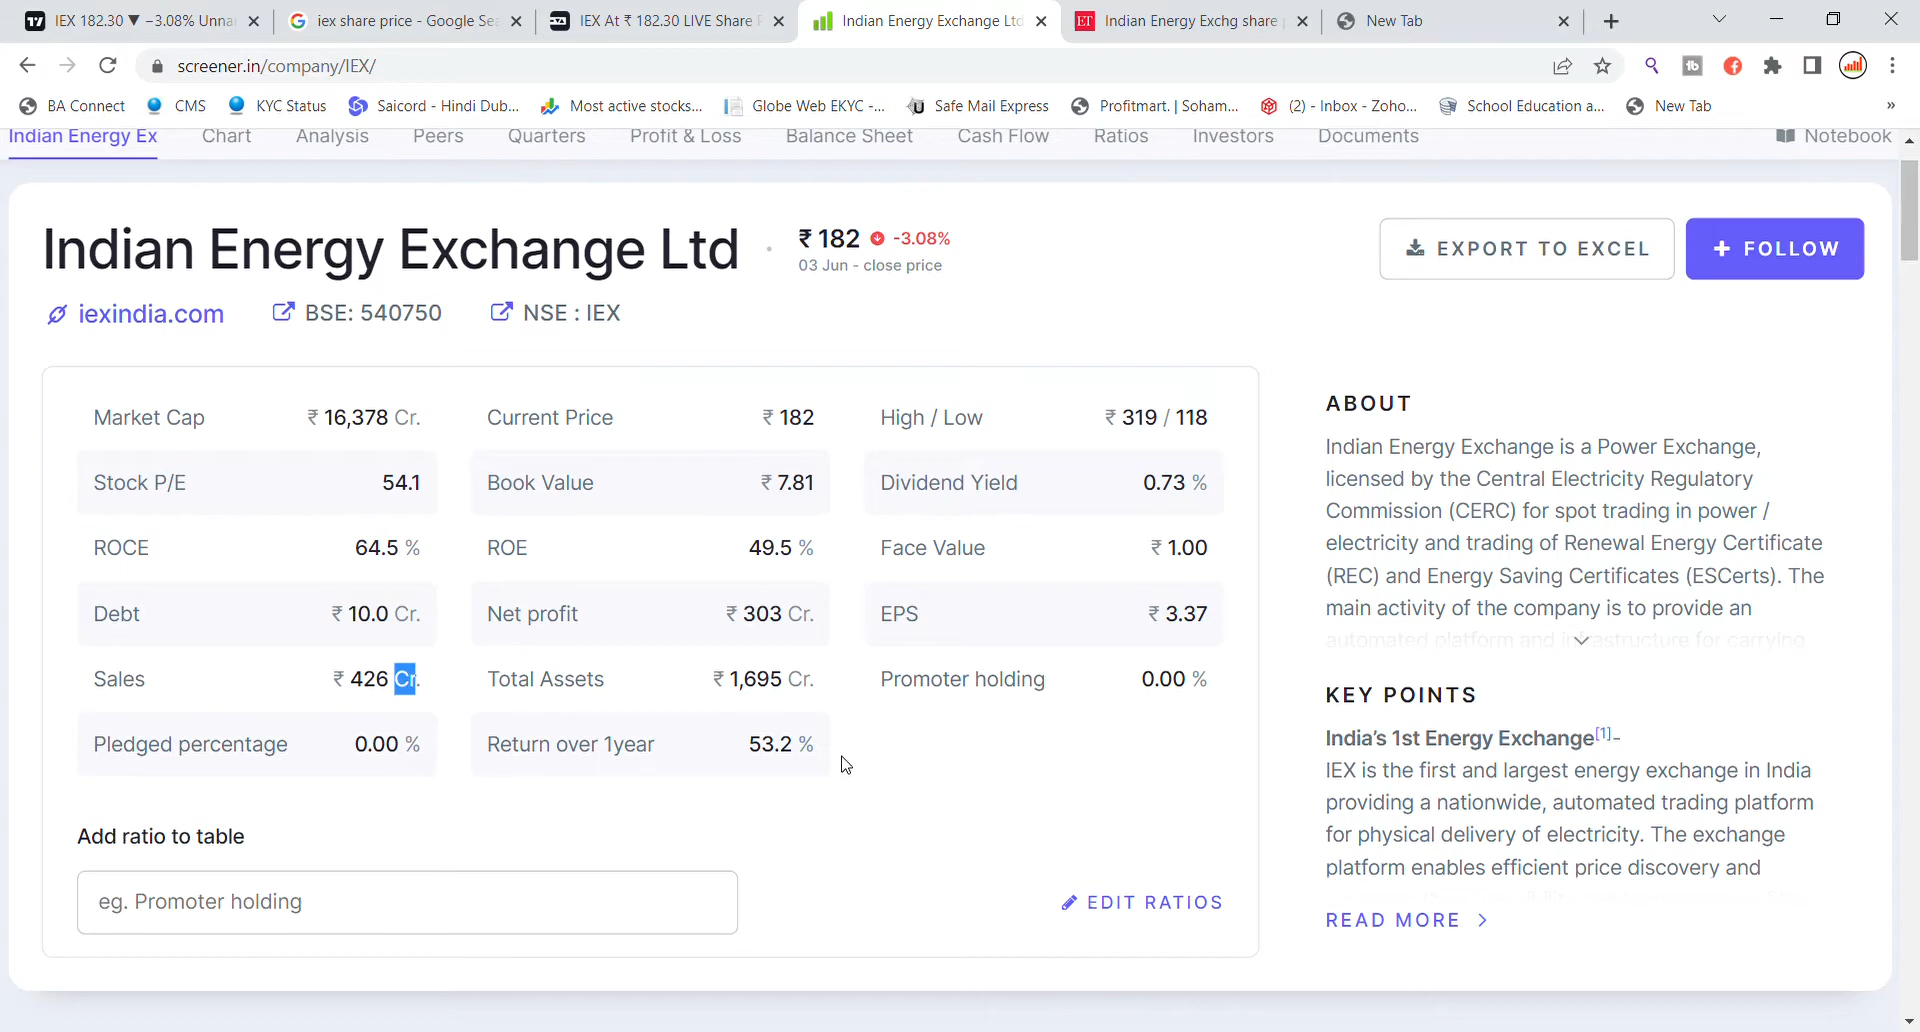 IEX 182.30 ▼ −3.08% Unna
iex share price - Google Se
IEX At ₹ 182.30 LIVE Share P
Indian Energy Exchange Ltd
ET
Indian Energy Exchg share
New Tab
screener.in/company/IEX/
BA Connect
CMS
KYC Status
Saicord - Hindi Dub...
Most active stocks...
Globe Web EKYC -...
Safe Mail Express
Profitmart. | Soham...
(2) - Inbox - Zoho...
School Education a...
New Tab
»
Indian Energy Ex
Chart
Analysis
Peers
Quarters
Profit & Loss
Balance Sheet
Cash Flow
Ratios
Investors
Documents
Notebook
Indian Energy Exchange Ltd
₹ 182 -3.08%
03 Jun - close price
EXPORT TO EXCEL
+ FOLLOW
iexindia.com
BSE: 540750
NSE : IEX
Market Cap ₹ 16,378 Cr.
Current Price ₹ 182
High / Low ₹ 319 / 118
Stock P/E 54.1
Book Value ₹ 7.81
Dividend Yield 0.73 %
ROCE 64.5 %
ROE 49.5 %
Face Value ₹ 1.00
Debt ₹ 10.0 Cr.
Net profit ₹ 303 Cr.
EPS ₹ 3.37
Sales ₹ 426 Cr.
Total Assets ₹ 1,695 Cr.
Promoter holding 0.00 %
Pledged percentage 0.00 %
Return over 1year 53.2 %
Add ratio to table
eg. Promoter holding
EDIT RATIOS
ABOUT
Indian Energy Exchange is a Power Exchange,
licensed by the Central Electricity Regulatory
Commission (CERC) for spot trading in power /
electricity and trading of Renewal Energy Certificate
(REC) and Energy Saving Certificates (ESCerts). The
main activity of the company is to provide an
automated platform and infrastructure for carrying
KEY POINTS
India’s 1st Energy Exchange[1]-
IEX is the first and largest energy exchange in India
providing a nationwide, automated trading platform
for physical delivery of electricity. The exchange
platform enables efficient price discovery and
READ MORE